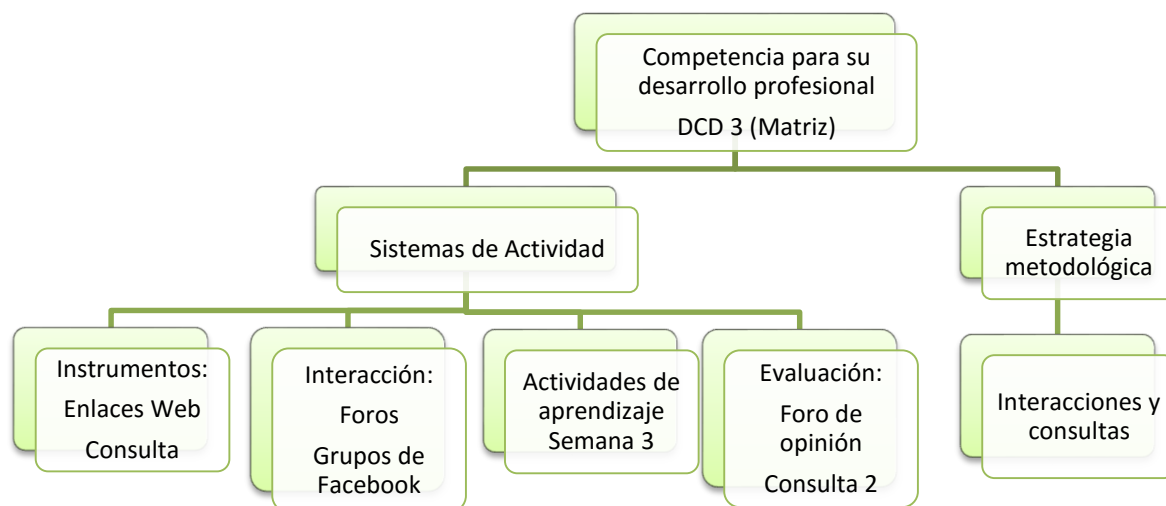 Competencia para su
desarrollo profesional
DCD 3 (Matriz)
Sistemas de Actividad
Estrategia
metodológica
Instrumentos:
Enlaces Web
Consulta
Interacción:
Foros
Grupos de
Facebook
Actividades de
aprendizaje
Semana 3
Evaluación:
Foro de
opinión
Consulta 2
Interacciones y
consultas